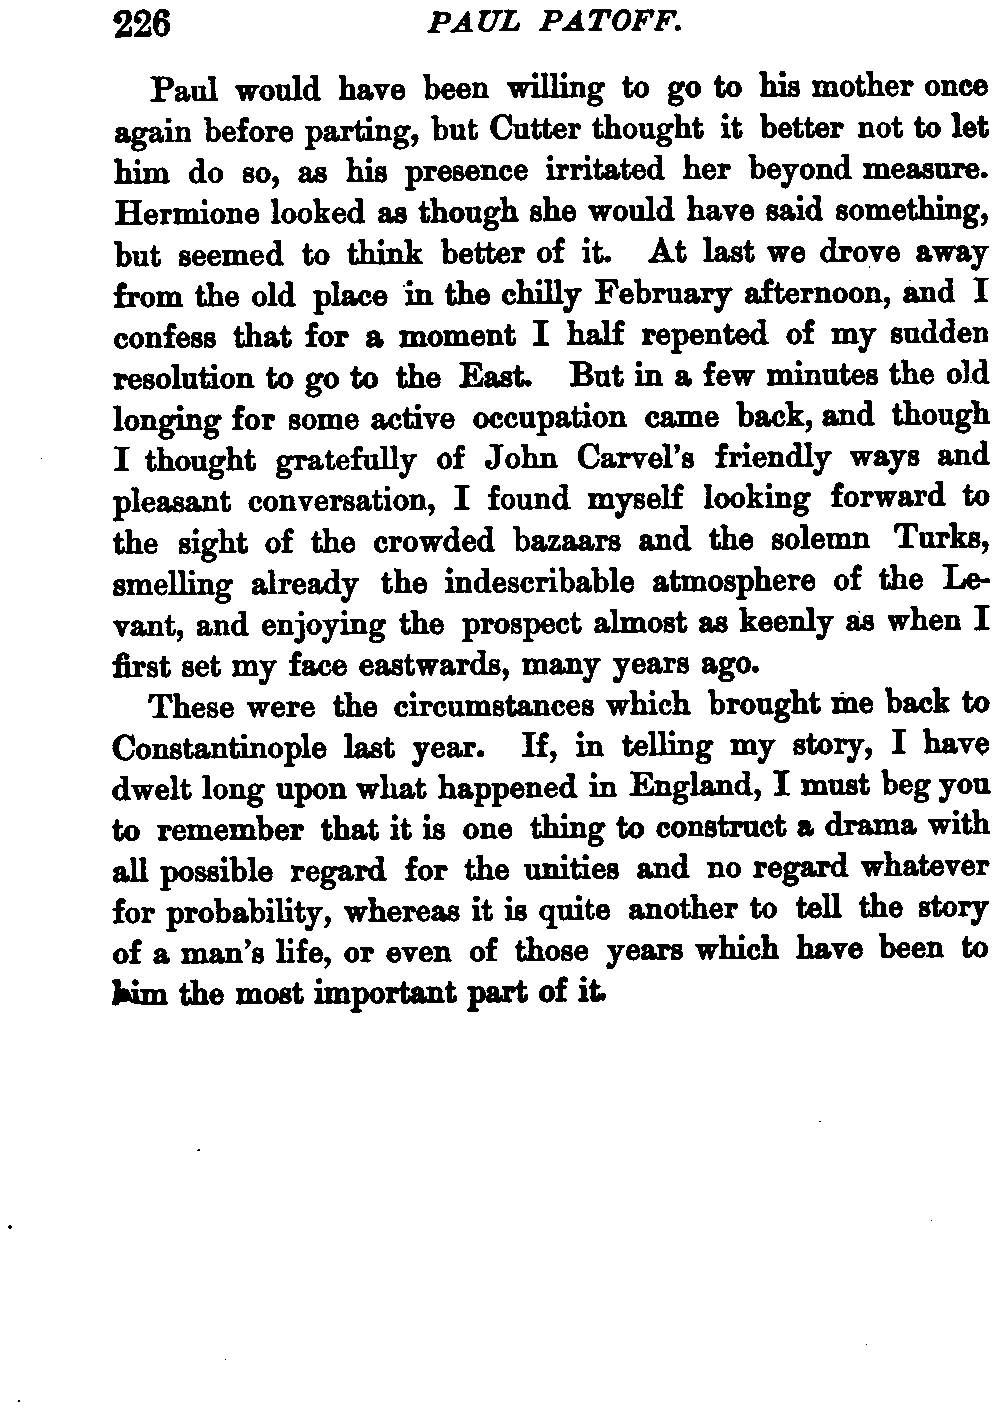 226 PAUL PATOFF.
Paul would have been willing to go to his mother once
again before parting, but Cutter thought it better not to let
him do so, as his presence irritated her beyond measure.
Hermione looked as though she would have said something,
but seemed to think better of it. At last we drove away
from the old place in the chilly February afternoon, and I
confess that for a moment I half repented of my sudden
resolution to go to the East. But in a few minutes the old
longing for some active occupation came back, and though
I thought gratefully of John Carvel's friendly ways and
pleasant conversation, I found myself looking forward to
the sight of the crowded bazaars and the solemn Turks,
smelling already the indescribable atmosphere of the Le-
vant, and enjoying the prospect almost as keenly as when I
first set my face eastwards, many years ago.
These were the circumstances which brought me back to
Constantinople last year. If, in telling my story, I have
dwelt long upon what happened in England, I must beg you
to remember that it is one thing to construct a drama with
all possible regard for the unities and no regard whatever
for probability, whereas it is quite another to tell the story
of a man's life, or even of those years which have been to
him the most important part of it.